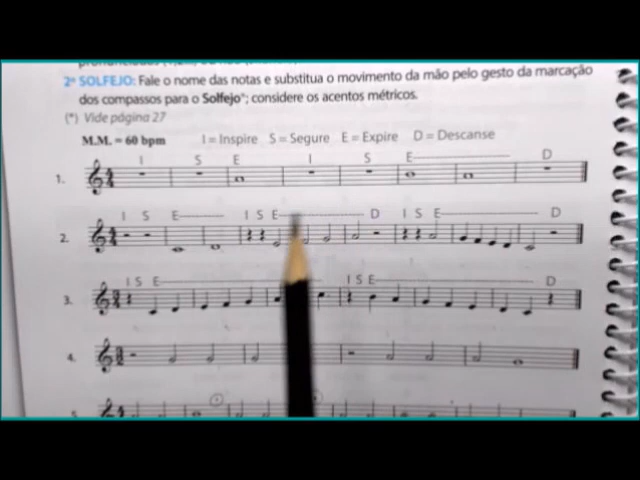 2º SOLFEJO: Fale o nome das notas e substitua o movimento da mão pelo gesto da marcação
dos compassos para o Solfejo*; considere os acentos métricos.
(*) Vide página 27
M.M. = 60 bpm I = Inspire S = Segure E = Expire D = Descanse
I S E I S E D
1.
I S E I S E D I S E D
2.
I S E I S E D
3.
4.